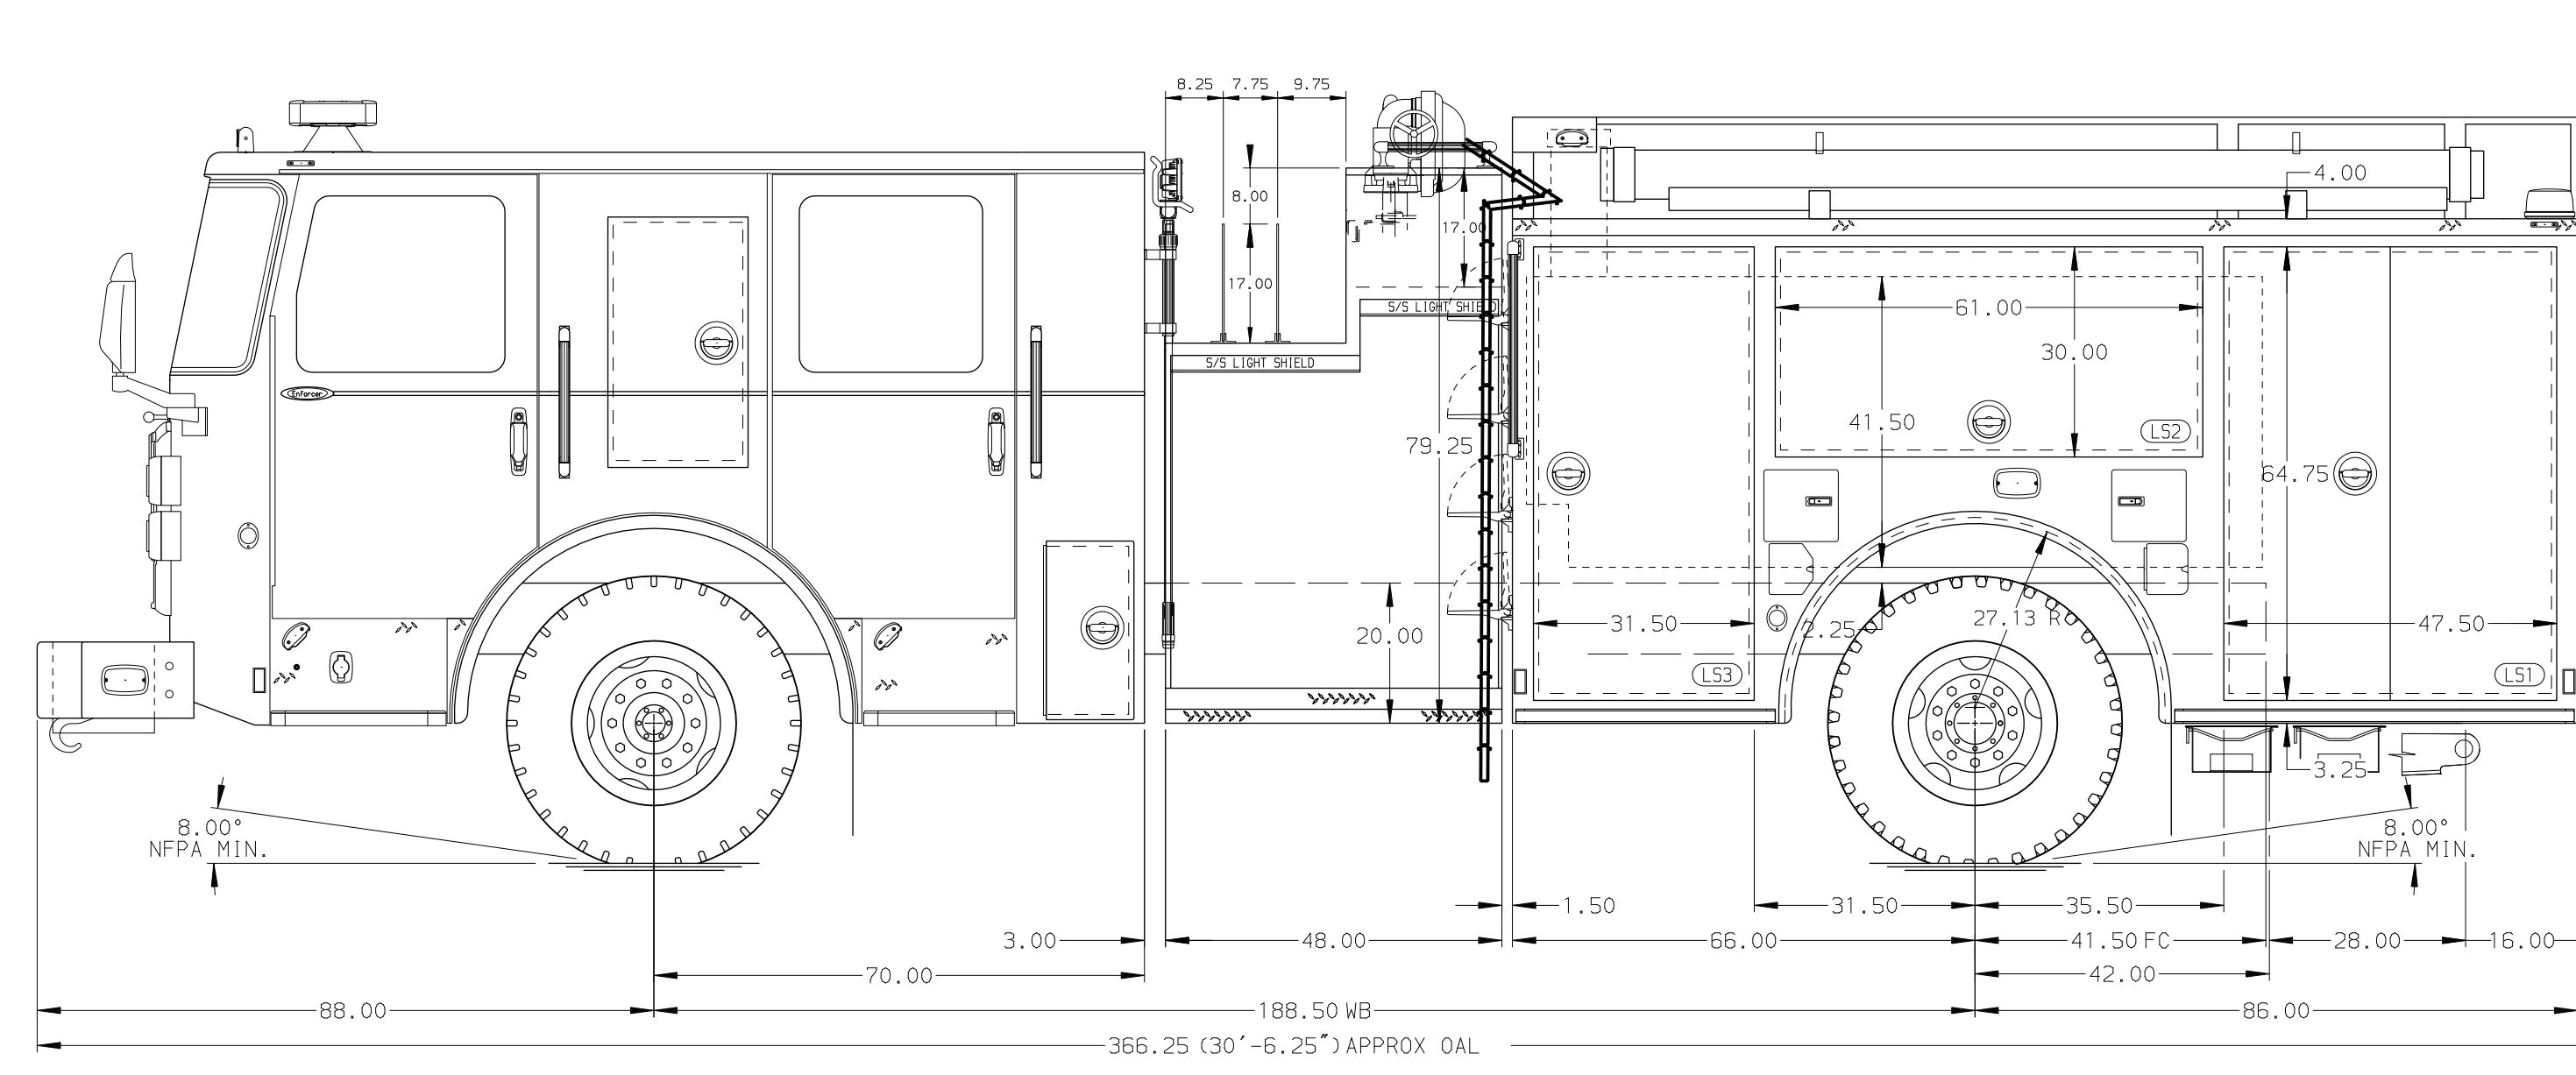 8.25 7.75 9.75
8.00
17.00
17.00
4.00
S/S LIGHT SHIELD
S/S LIGHT SHIELD
61.00
30.00
Enforcer
41.50
LS2
79.25
64.75
20.00
31.50
2.25
27.13 R
47.50
LS3
LS1
3.25
8.00°
NFPA MIN.
8.00°
NFPA MIN.
1.50
31.50
35.50
3.00
48.00
66.00
41.50 FC
28.00
16.00
70.00
42.00
88.00
188.50 WB
86.00
366.25 (30'-6.25") APPROX OAL